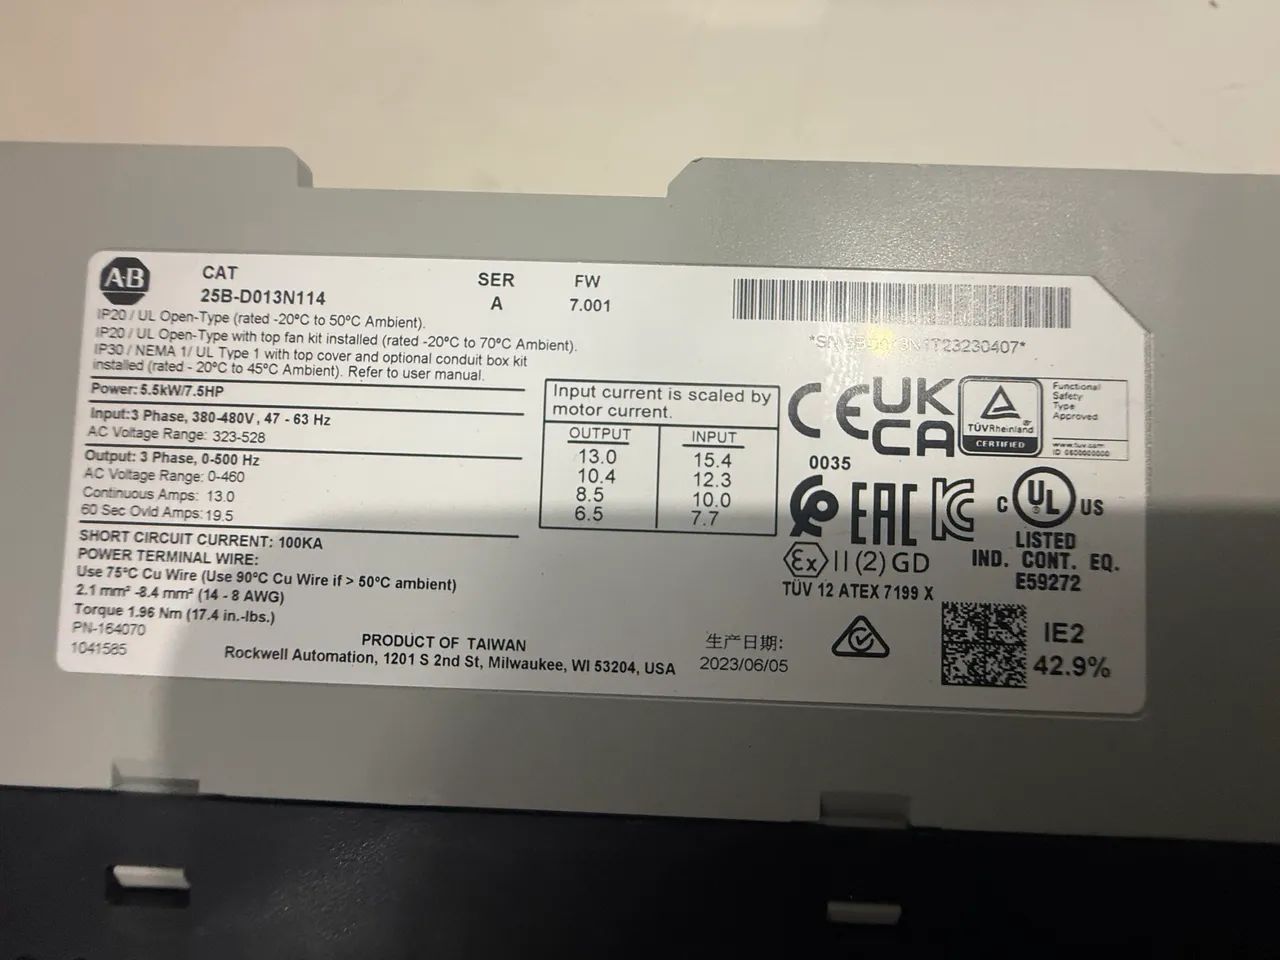 A-B
CAT
25B-D013N114
SER
A
FW
7.001
IP20 / UL Open-Type (rated -20°C to 50°C Ambient).
IP20 / UL Open-Type with top fan kit installed (rated -20°C to 70°C Ambient).
IP30 / NEMA 1/ UL Type 1 with top cover and optional conduit box kit
installed (rated - 20°C to 45°C Ambient). Refer to user manual.
Power: 5.5kW/7.5HP
Input:3 Phase, 380-480V, 47 - 63 Hz
AC Voltage Range: 323-528
Output: 3 Phase, 0-500 Hz
AC Voltage Range: 0-460
Continuous Amps: 13.0
60 Sec Ovld Amps: 19.5
SHORT CIRCUIT CURRENT: 100KA
POWER TERMINAL WIRE:
Use 75°C Cu Wire (Use 90°C Cu Wire if > 50°C ambient)
2.1 mm² -8.4 mm² (14 - 8 AWG)
Torque 1.96 Nm (17.4 in.-lbs.)
PN-164070
1041585
Input current is scaled by
motor current.
OUTPUT INPUT
13.0 15.4
10.4 12.3
8.5 10.0
6.5 7.7
PRODUCT OF TAIWAN
Rockwell Automation, 1201 S 2nd St, Milwaukee, WI 53204, USA
生产日期:
2023/06/05
CE
UK
CA
0035
TÜVRheinland
CERTIFIED
Functional
Safety
Type
Approved
www.tuv.com
ID 0600000000
EAC
KC
C UL US
LISTED
IND. CONT. EQ.
E59272
Ex II (2) GD
TÜV 12 ATEX 7199 X
IE2
42.9%